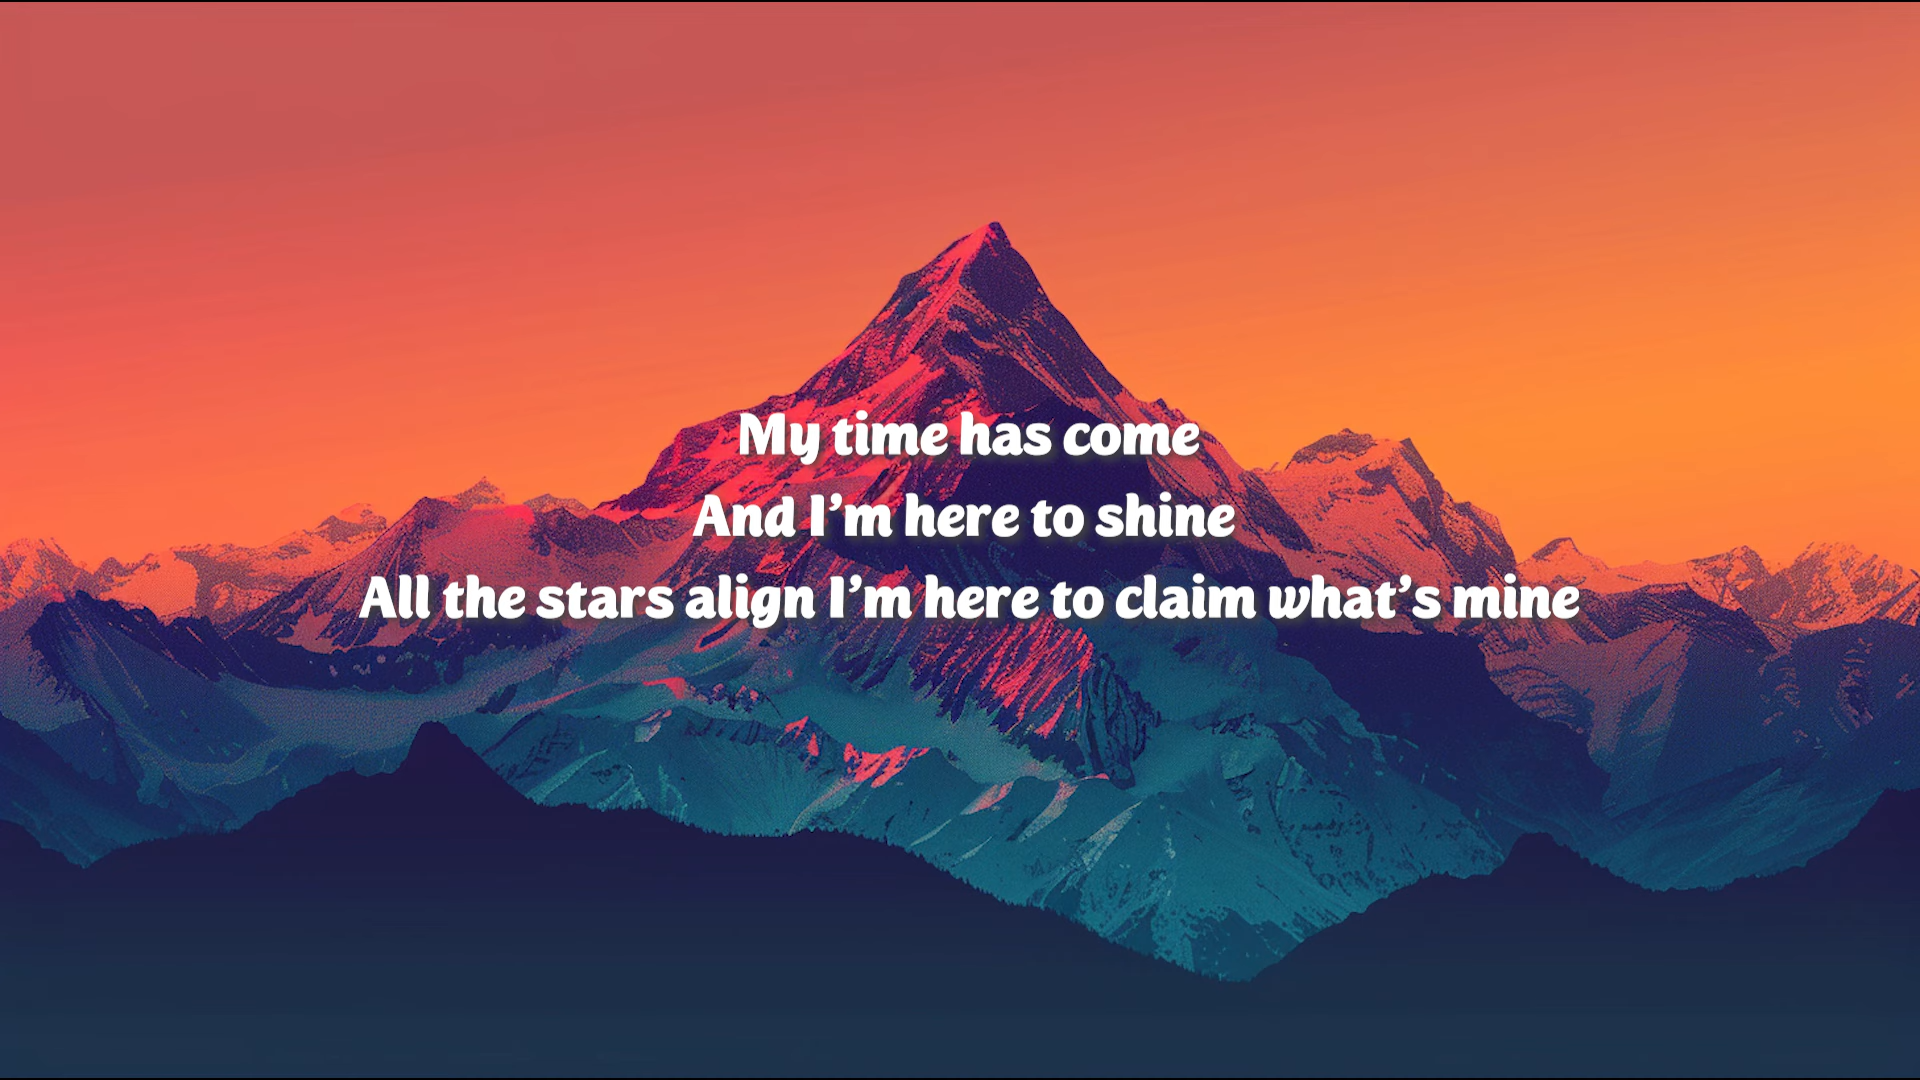 My time has come
And I’m here to shine
All the stars align I’m here to claim what’s mine